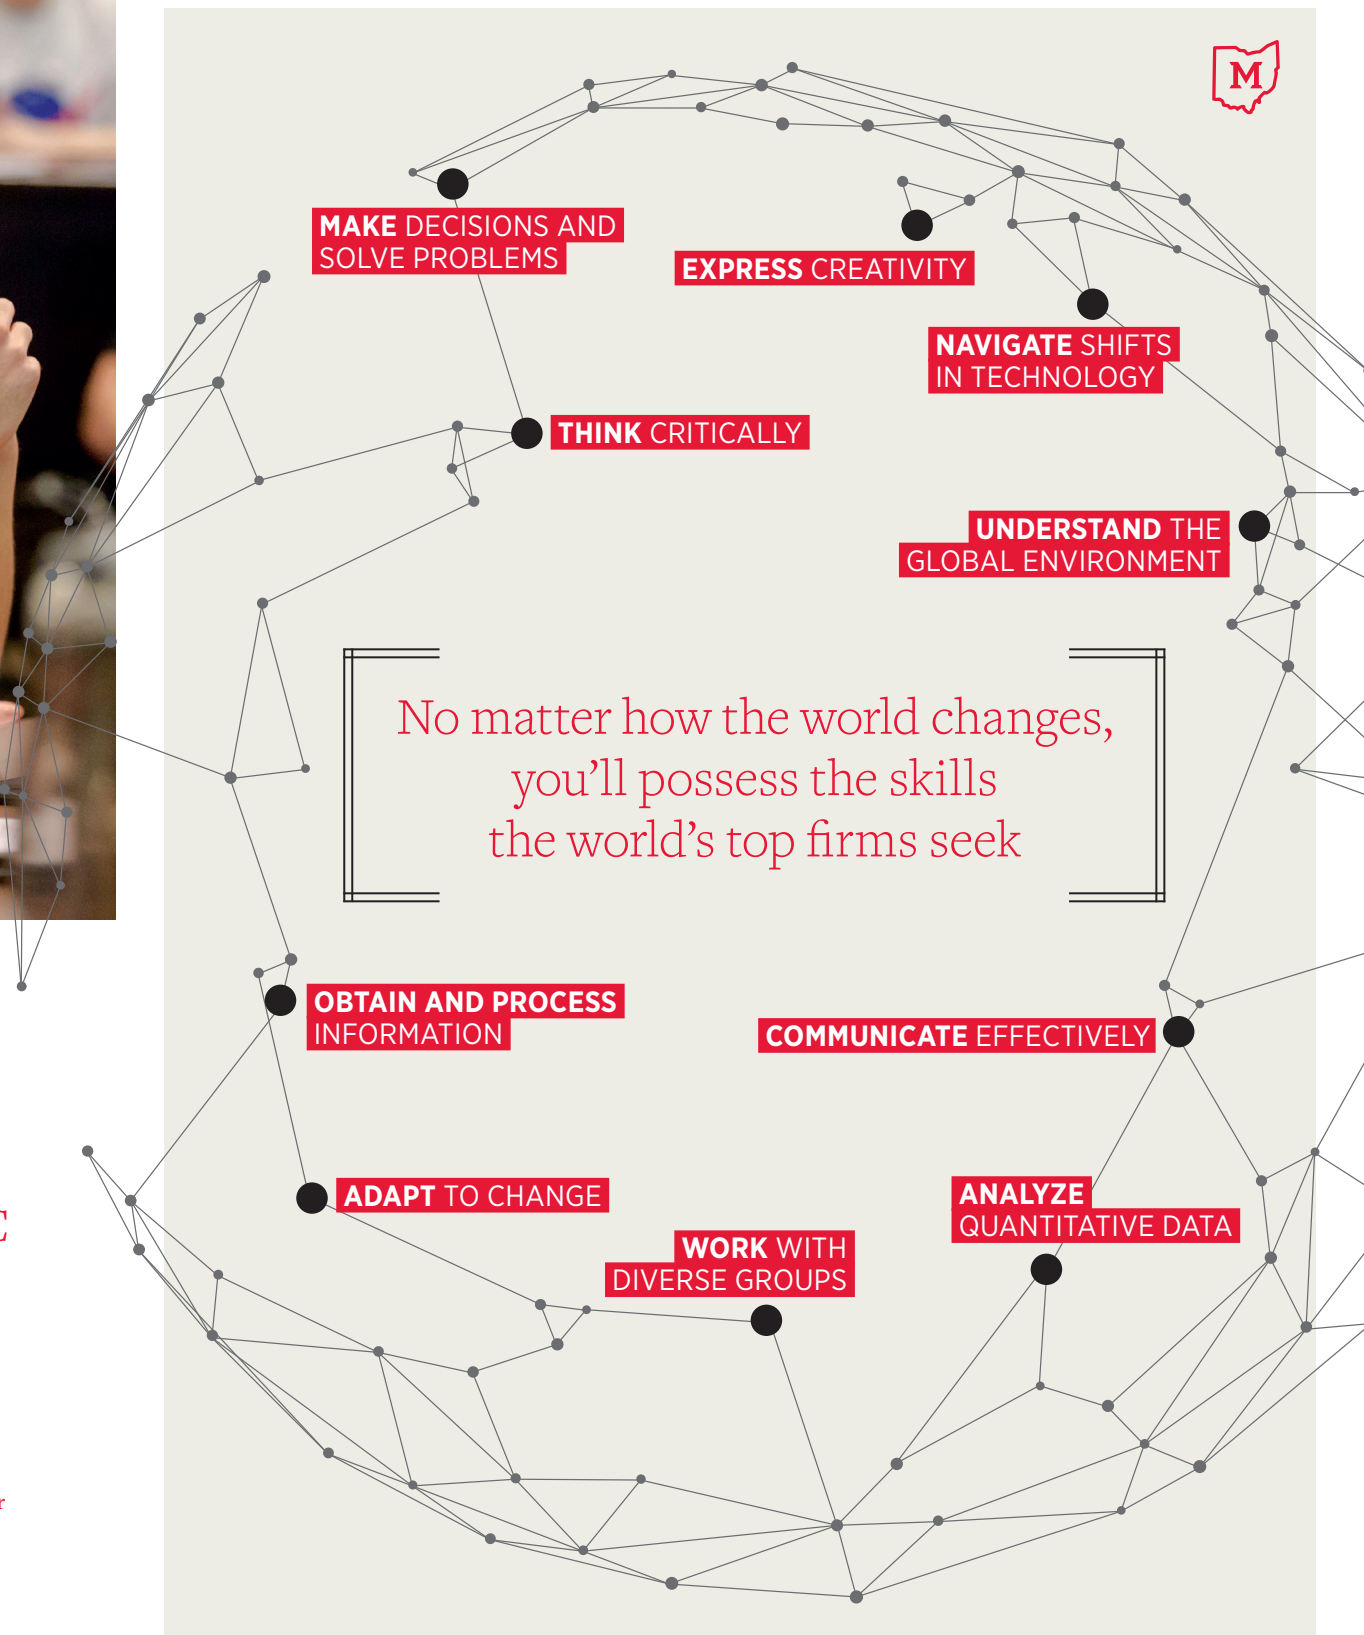 M
MAKE DECISIONS AND
SOLVE PROBLEMS
EXPRESS CREATIVITY
NAVIGATE SHIFTS
IN TECHNOLOGY
THINK CRITICALLY
UNDERSTAND THE
GLOBAL ENVIRONMENT
No matter how the world changes,
you’ll possess the skills
the world’s top firms seek
OBTAIN AND PROCESS
INFORMATION
COMMUNICATE EFFECTIVELY
ADAPT TO CHANGE
ANALYZE
QUANTITATIVE DATA
WORK WITH
DIVERSE GROUPS